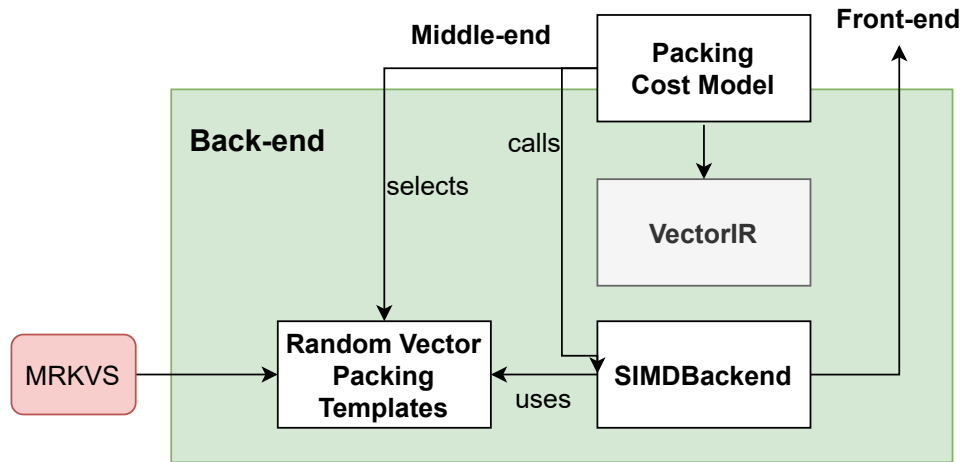 Front-end
Middle-end
Packing
Cost Model
Back-end
calls
selects
VectorIR
MRKVS
Random Vector
Packing
Templates
uses
SIMDBackend